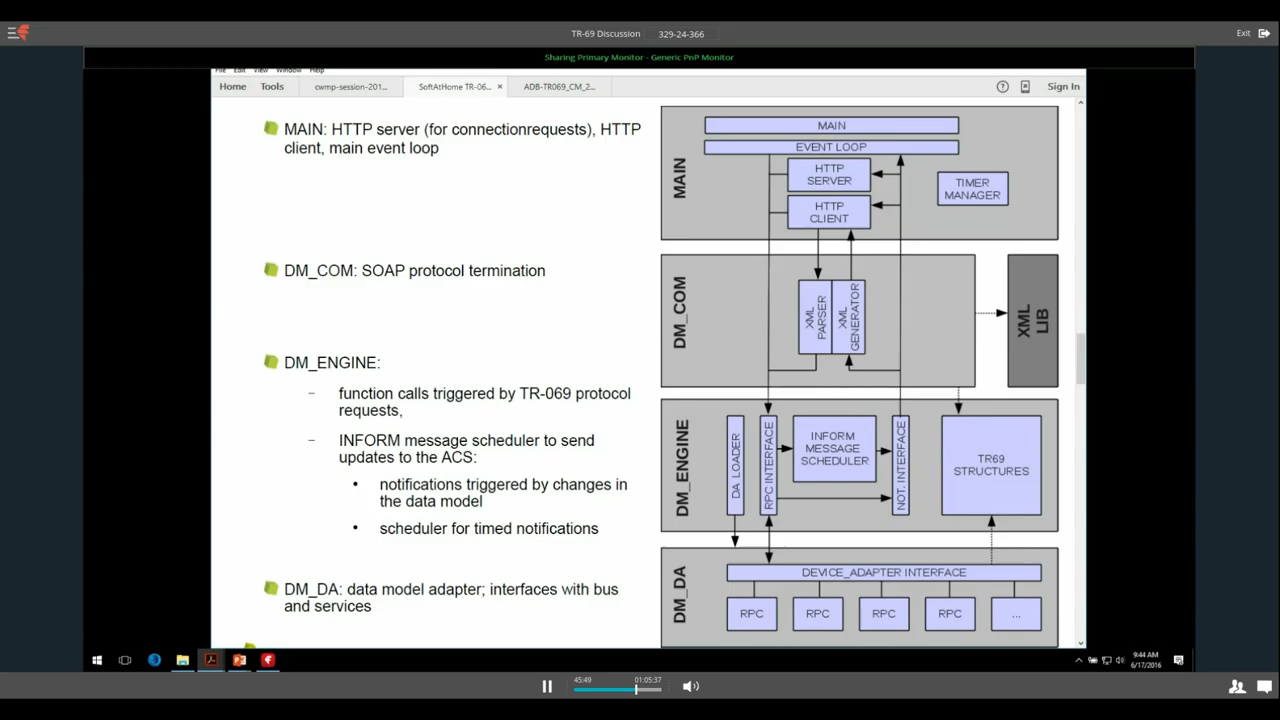 TR-69 Discussion 329-24-366
Exit
Sharing Primary Monitor - Generic PnP Monitor
File Edit View Window Help
Home Tools cwmp-session-201... SoftAtHome TR-06... × ADB-TR069_CM_2... Sign In
MAIN: HTTP server (for connectionrequests), HTTP
client, main event loop
DM_COM: SOAP protocol termination
DM_ENGINE:
– function calls triggered by TR-069 protocol
requests,
– INFORM message scheduler to send
updates to the ACS:
• notifications triggered by changes in
the data model
• scheduler for timed notifications
DM_DA: data model adapter; interfaces with bus
and services
MAIN
MAIN
EVENT LOOP
HTTP
SERVER
HTTP
CLIENT
TIMER
MANAGER
DM_COM
XML
PARSER
XML
GENERATOR
XML
LIB
DM_ENGINE
DA LOADER
RPC INTERFACE
INFORM
MESSAGE
SCHEDULER
NOT. INTERFACE
TR69
STRUCTURES
DM_DA
DEVICE_ADAPTER INTERFACE
RPC
RPC
RPC
RPC
...
9:44 AM
6/17/2016
45:49 01:05:37